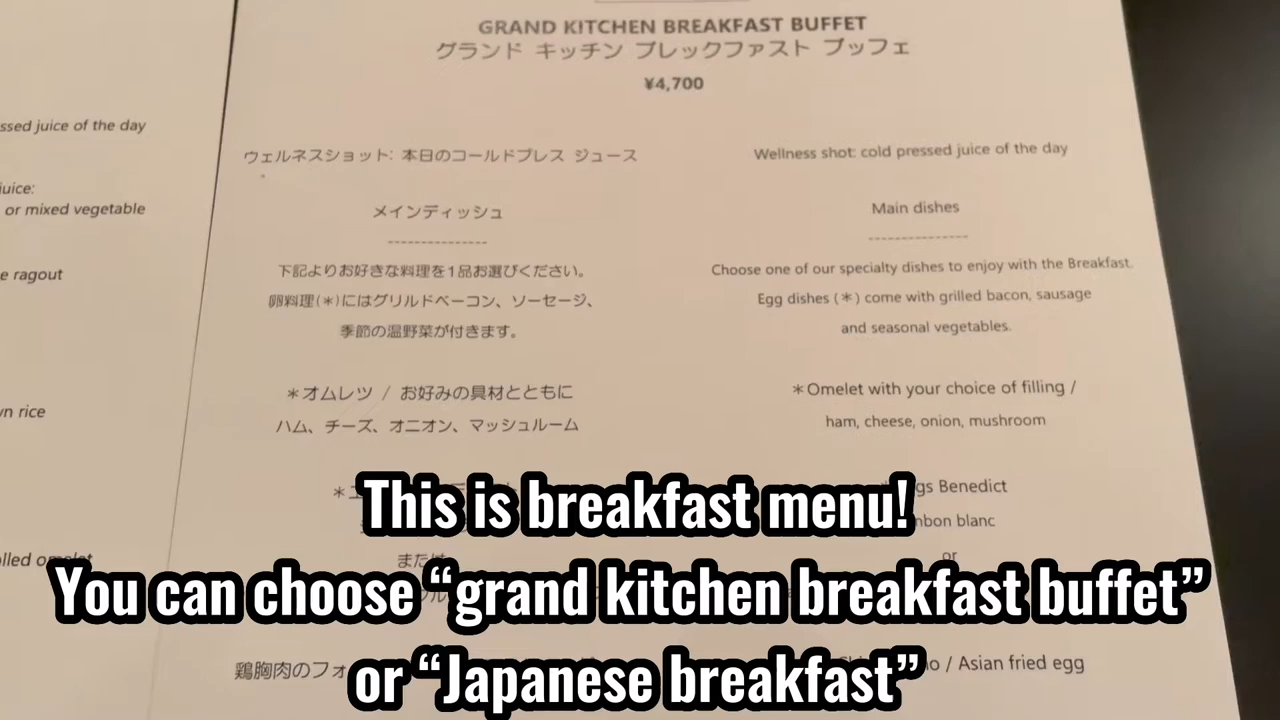 GRAND KITCHEN BREAKFAST BUFFET
グランド キッチン ブレックファスト ブッフェ
¥4,700
juice of the day
juice:
or mixed vegetable
ragout
rice
omelet
ウェルネスショット: 本日のコールドプレス ジュース
メインディッシュ
--------------
下記よりお好きな料理を1品お選びください。
卵料理(＊)にはグリルドベーコン、ソーセージ、
季節の温野菜が付きます。
＊オムレツ / お好みの具材とともに
ハム、チーズ、オニオン、マッシュルーム
または
鶏胸肉のフォ
Wellness shot: cold pressed juice of the day
Main dishes
--------------
Choose one of our specialty dishes to enjoy with the Breakfast.
Egg dishes (＊) come with grilled bacon, sausage
and seasonal vegetables.
＊Omelet with your choice of filling /
ham, cheese, onion, mushroom
Benedict
blanc
or
/ Asian fried egg
This is breakfast menu!
You can choose “grand kitchen breakfast buffet”
or “Japanese breakfast”